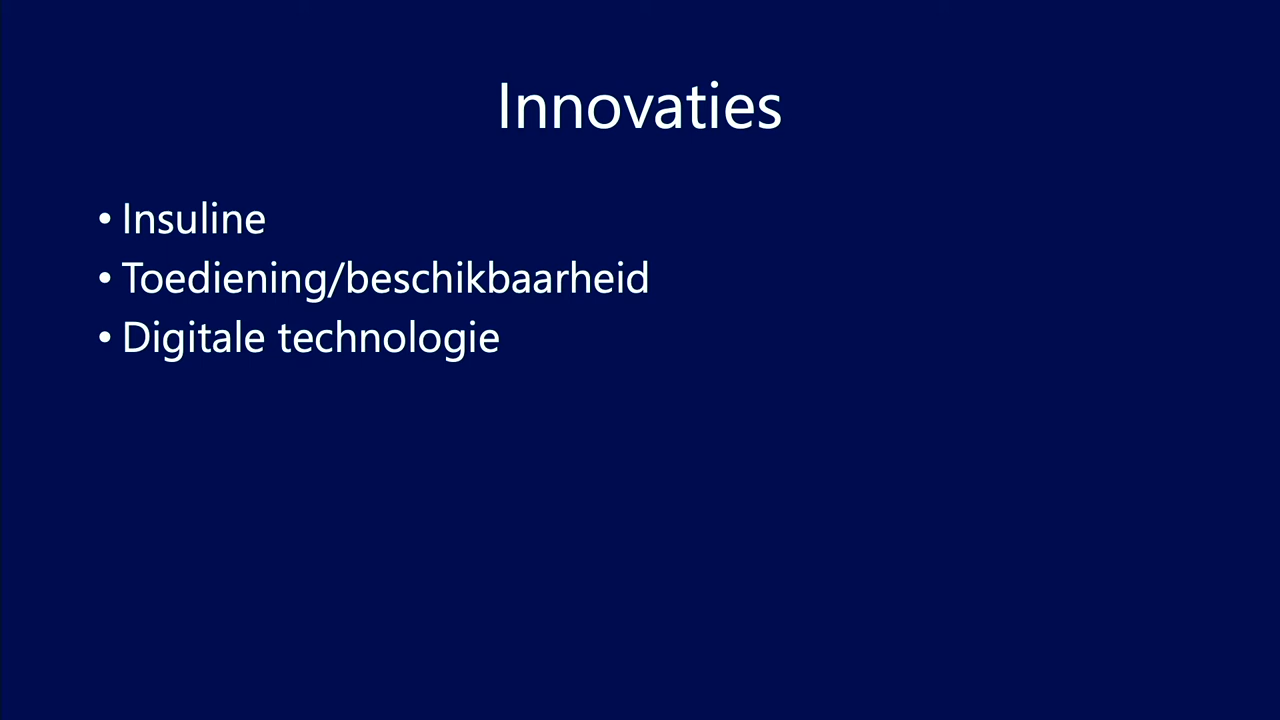 Innovaties
• Insuline
• Toediening/beschikbaarheid
• Digitale technologie